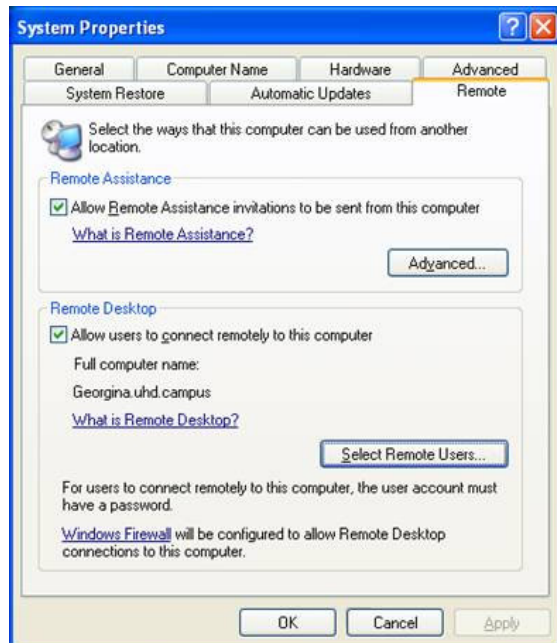 System Properties
General Computer Name Hardware Advanced
System Restore Automatic Updates Remote
Select the ways that this computer can be used from another
location.
Remote Assistance
Allow Remote Assistance invitations to be sent from this computer
What is Remote Assistance?
Advanced...
Remote Desktop
Allow users to connect remotely to this computer
Full computer name:
Georgina.uhd.campus
What is Remote Desktop?
Select Remote Users...
For users to connect remotely to this computer, the user account must
have a password.
Windows Firewall will be configured to allow Remote Desktop
connections to this computer.
OK Cancel Apply